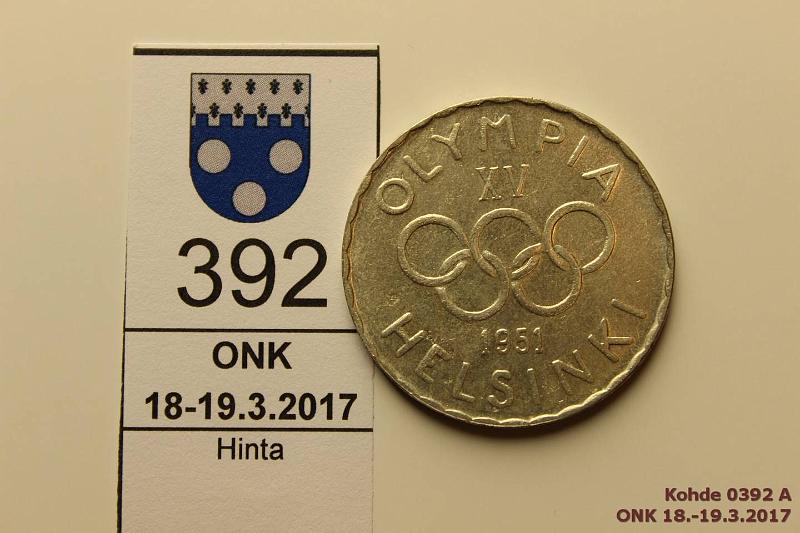 392
ONK
18-19.3.2017
Hinta
OLYMPIA
XV
1951
HELSINKI
Kohde 0392 A
ONK 18.-19.3.2017